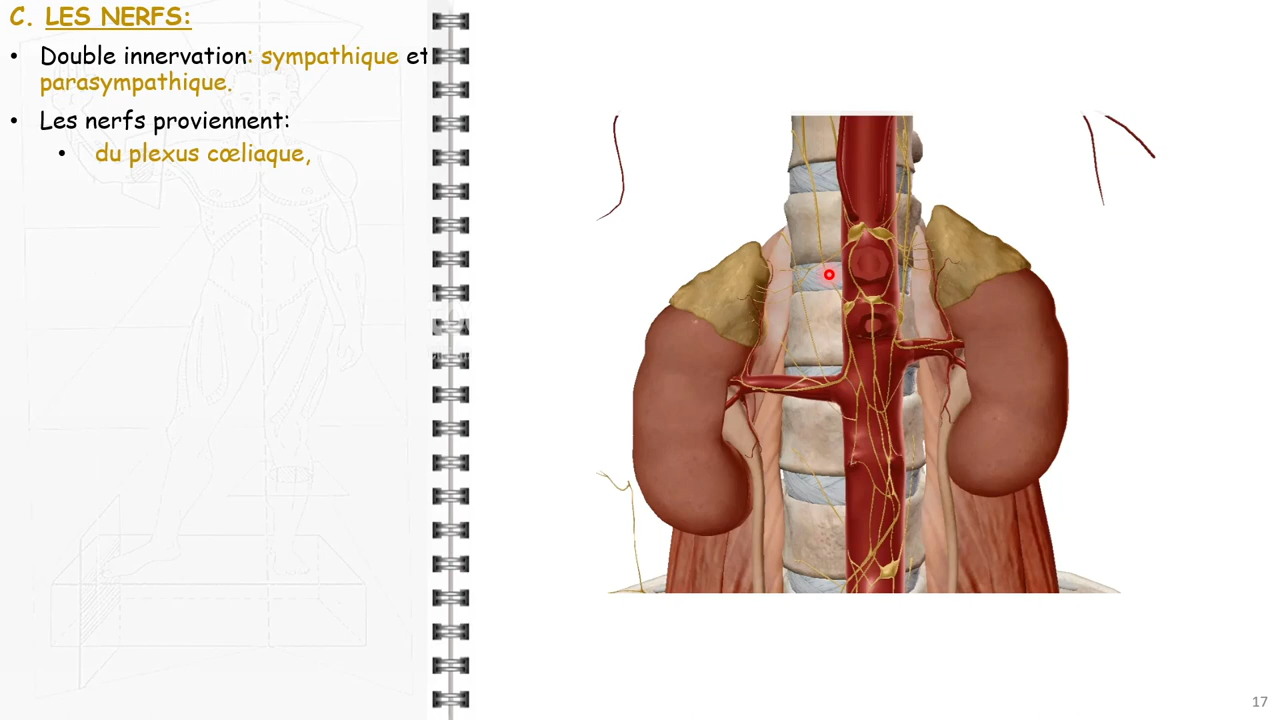 C. LES NERFS:
• Double innervation: sympathique et
parasympathique.
• Les nerfs proviennent:
• du plexus cœliaque,
17